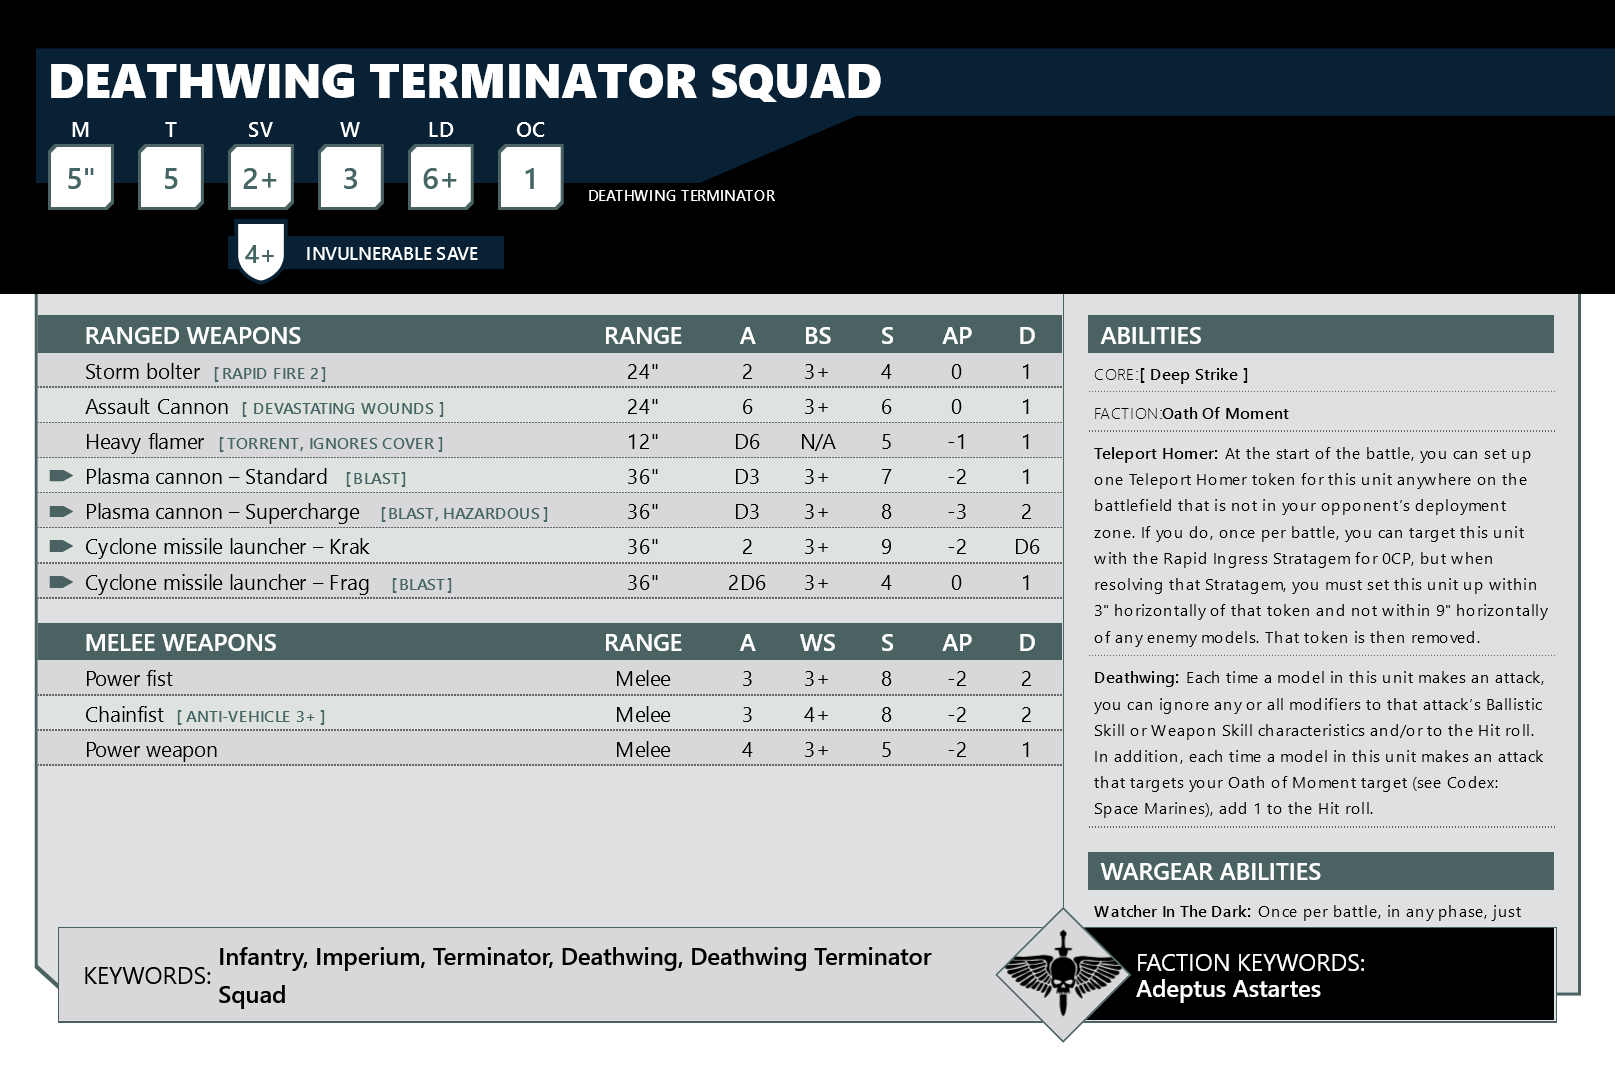 DEATHWING TERMINATOR SQUAD
M T SV W LD OC
5" 5 2+ 3 6+ 1
DEATHWING TERMINATOR
4+ INVULNERABLE SAVE
RANGED WEAPONS RANGE A BS S AP D
Storm bolter [RAPID FIRE 2] 24" 2 3+ 4 0 1
Assault Cannon [ DEVASTATING WOUNDS ] 24" 6 3+ 6 0 1
Heavy flamer [TORRENT, IGNORES COVER] 12" D6 N/A 5 -1 1
Plasma cannon – Standard [BLAST] 36" D3 3+ 7 -2 1
Plasma cannon – Supercharge [BLAST, HAZARDOUS ] 36" D3 3+ 8 -3 2
Cyclone missile launcher – Krak 36" 2 3+ 9 -2 D6
Cyclone missile launcher – Frag [BLAST] 36" 2D6 3+ 4 0 1
MELEE WEAPONS RANGE A WS S AP D
Power fist Melee 3 3+ 8 -2 2
Chainfist [ ANTI-VEHICLE 3+ ] Melee 3 4+ 8 -2 2
Power weapon Melee 4 3+ 5 -2 1
ABILITIES
CORE:[ Deep Strike ]
FACTION:Oath Of Moment
Teleport Homer: At the start of the battle, you can set up
one Teleport Homer token for this unit anywhere on the
battlefield that is not in your opponent's deployment
zone. If you do, once per battle, you can target this unit
with the Rapid Ingress Stratagem for 0CP, but when
resolving that Stratagem, you must set this unit up within
3" horizontally of that token and not within 9" horizontally
of any enemy models. That token is then removed.
Deathwing: Each time a model in this unit makes an attack,
you can ignore any or all modifiers to that attack's Ballistic
Skill or Weapon Skill characteristics and/or to the Hit roll.
In addition, each time a model in this unit makes an attack
that targets your Oath of Moment target (see Codex:
Space Marines), add 1 to the Hit roll.
WARGEAR ABILITIES
Watcher In The Dark: Once per battle, in any phase, just
KEYWORDS: Infantry, Imperium, Terminator, Deathwing, Deathwing Terminator
Squad
FACTION KEYWORDS:
Adeptus Astartes